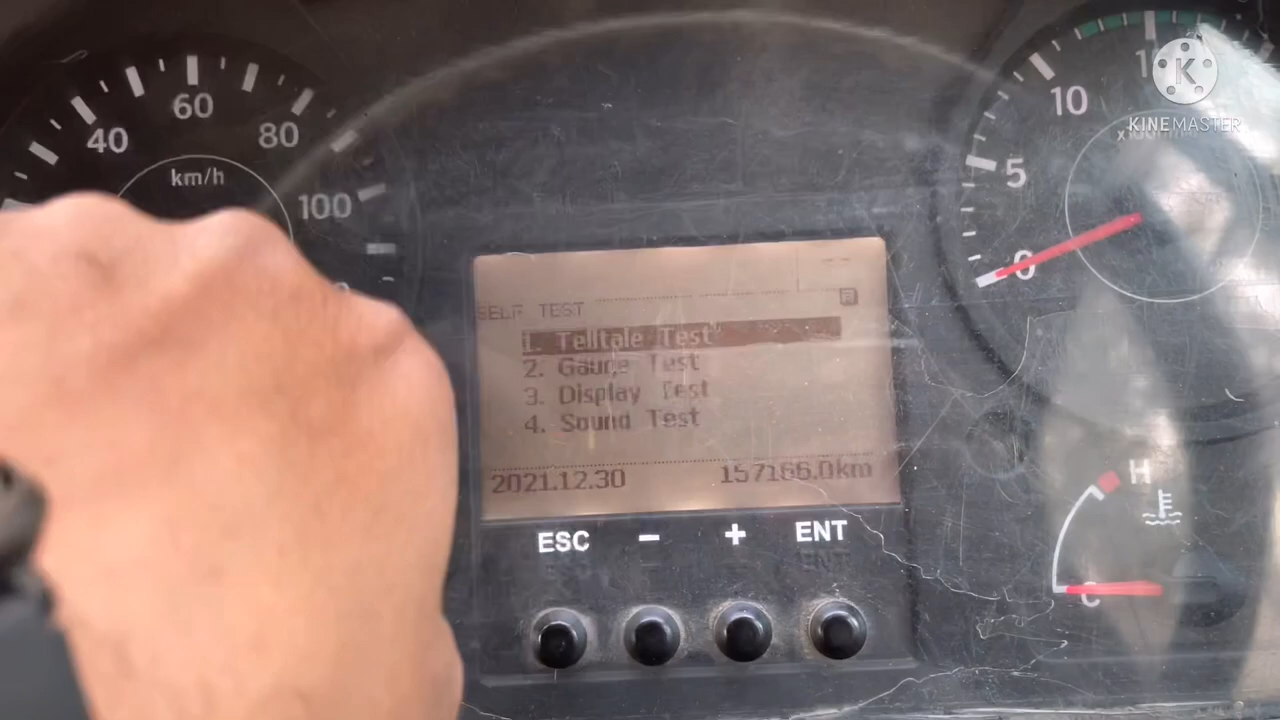 60
40
80
km/h
100
10
5
0
KINEMASTER
SELF TEST
1. Telltale Test
2. Gauge Test
3. Display Test
4. Sound Test
2021.12.30 157166.0km
ESC − + ENT
H
C